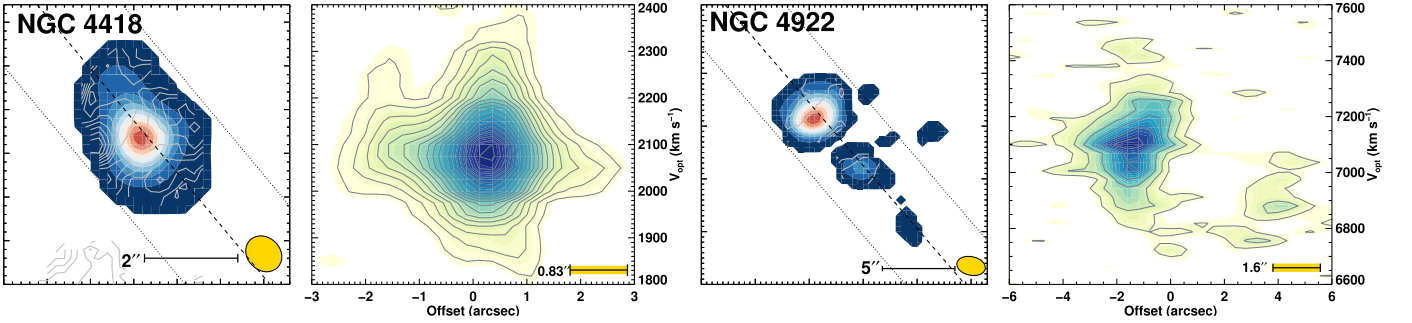 NGC 4418
2″
2400
2300
2200
2100
2000
1900
1800
V_opt (km s⁻¹)
0.83″
−3 −2 −1 0 1 2 3
Offset (arcsec)
NGC 4922
5″
7600
7400
7200
7000
6800
6600
V_opt (km s⁻¹)
1.6″
−6 −4 −2 0 2 4 6
Offset (arcsec)